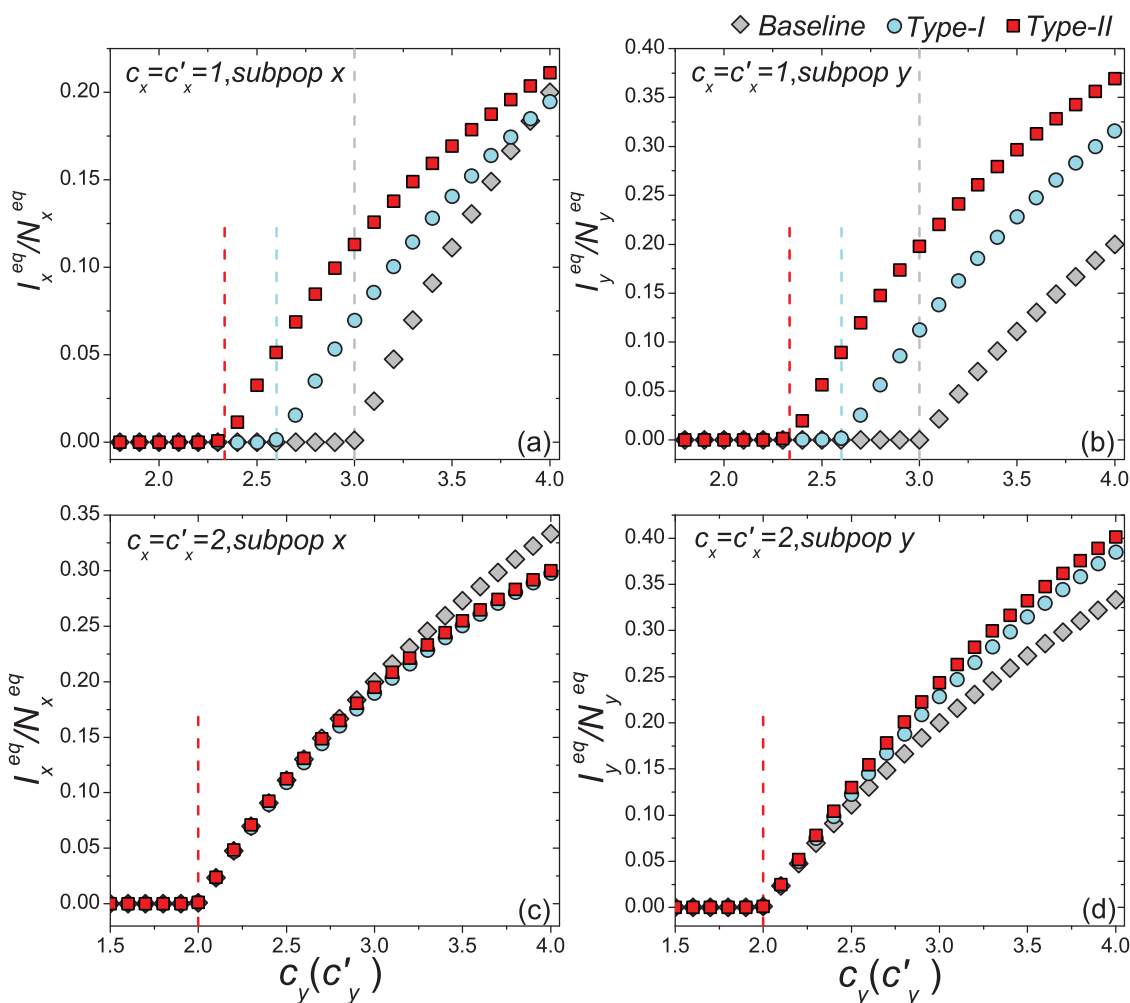 Baseline Type-I Type-II
c_x=c'_x=1,subpop x
I_x^eq/N_x^eq
0.20
0.15
0.10
0.05
0.00
2.0 2.5 3.0 3.5 4.0
(a)
c_x=c'_x=1,subpop y
I_y^eq/N_y^eq
0.40
0.35
0.30
0.25
0.20
0.15
0.10
0.05
0.00
2.0 2.5 3.0 3.5 4.0
(b)
c_x=c'_x=2,subpop x
I_x^eq/N_x^eq
0.35
0.30
0.25
0.20
0.15
0.10
0.05
0.00
1.5 2.0 2.5 3.0 3.5 4.0
(c)
c_y(c'_y)
c_x=c'_x=2,subpop y
I_y^eq/N_y^eq
0.40
0.35
0.30
0.25
0.20
0.15
0.10
0.05
0.00
1.5 2.0 2.5 3.0 3.5 4.0
(d)
c_y(c'_y)